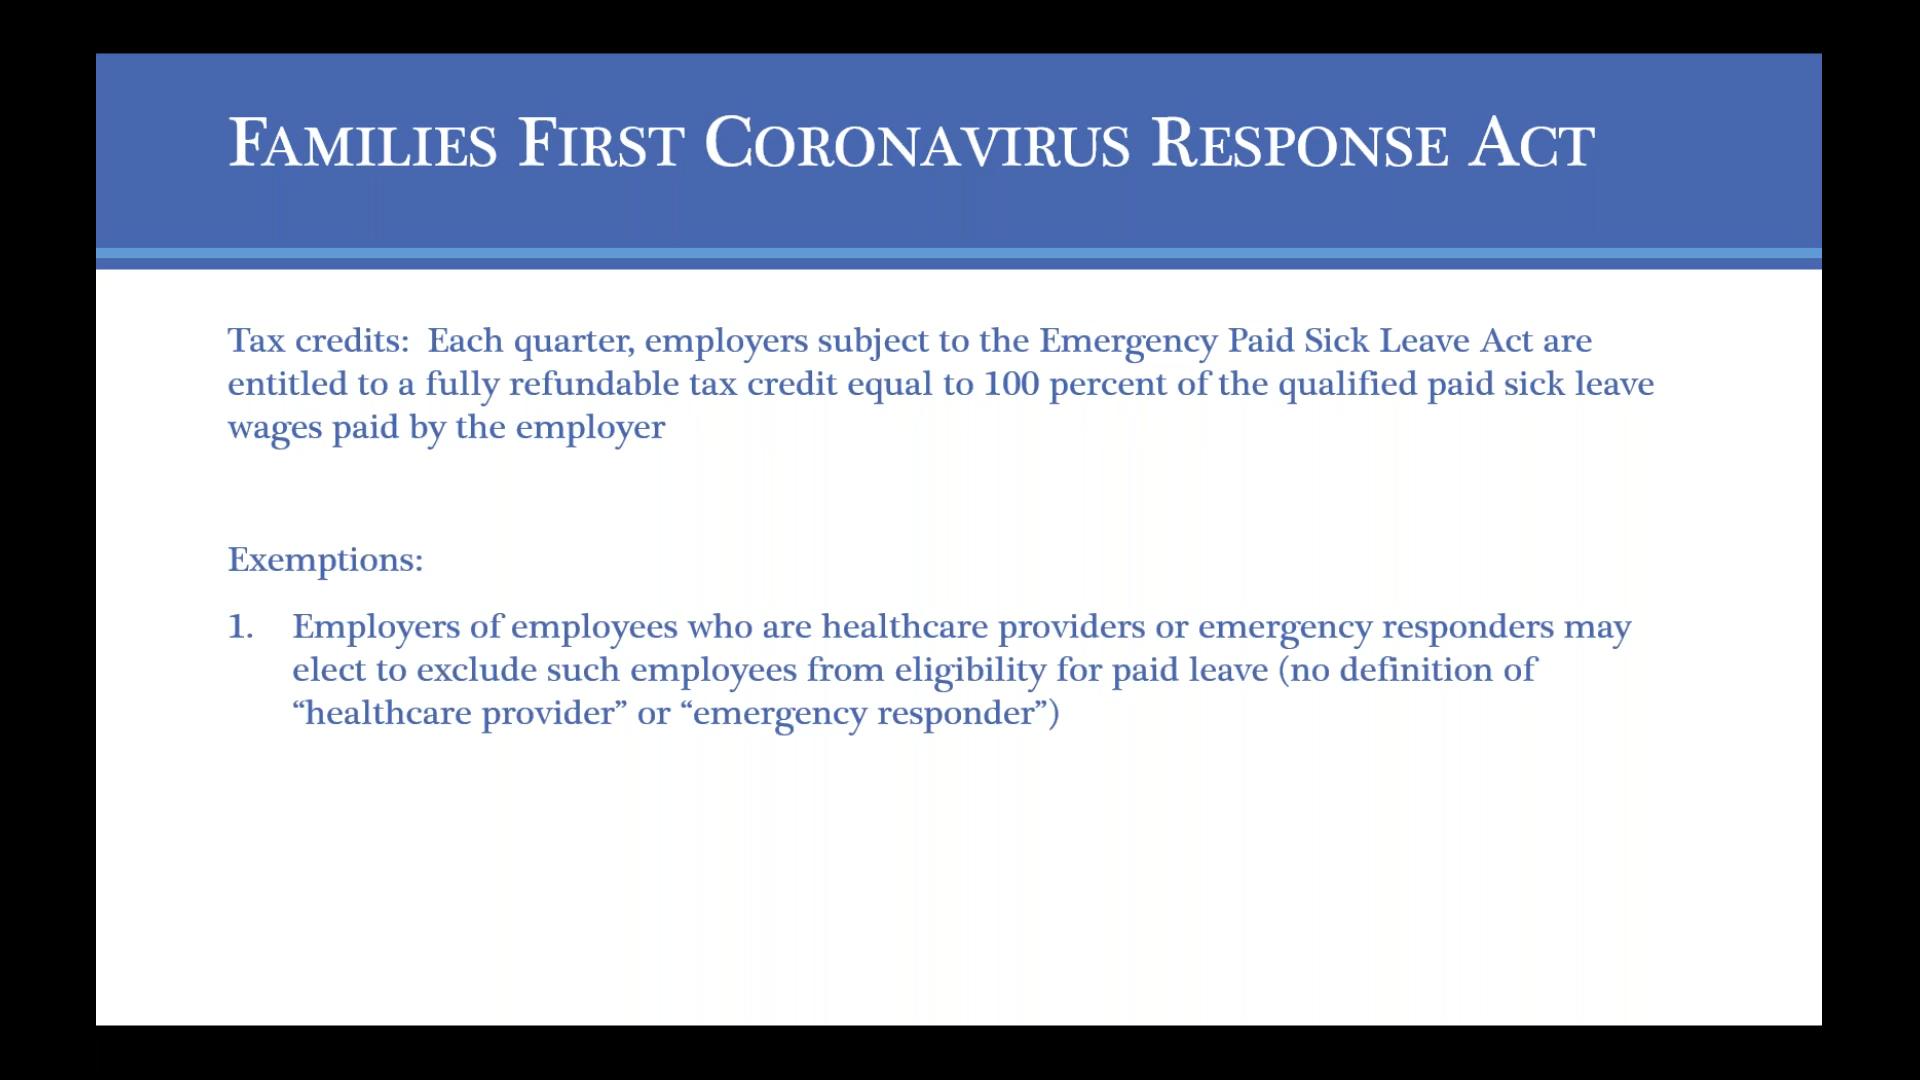 Families First Coronavirus Response Act
Tax credits:  Each quarter, employers subject to the Emergency Paid Sick Leave Act are
entitled to a fully refundable tax credit equal to 100 percent of the qualified paid sick leave
wages paid by the employer
Exemptions:
1. Employers of employees who are healthcare providers or emergency responders may
elect to exclude such employees from eligibility for paid leave (no definition of
“healthcare provider” or “emergency responder”)